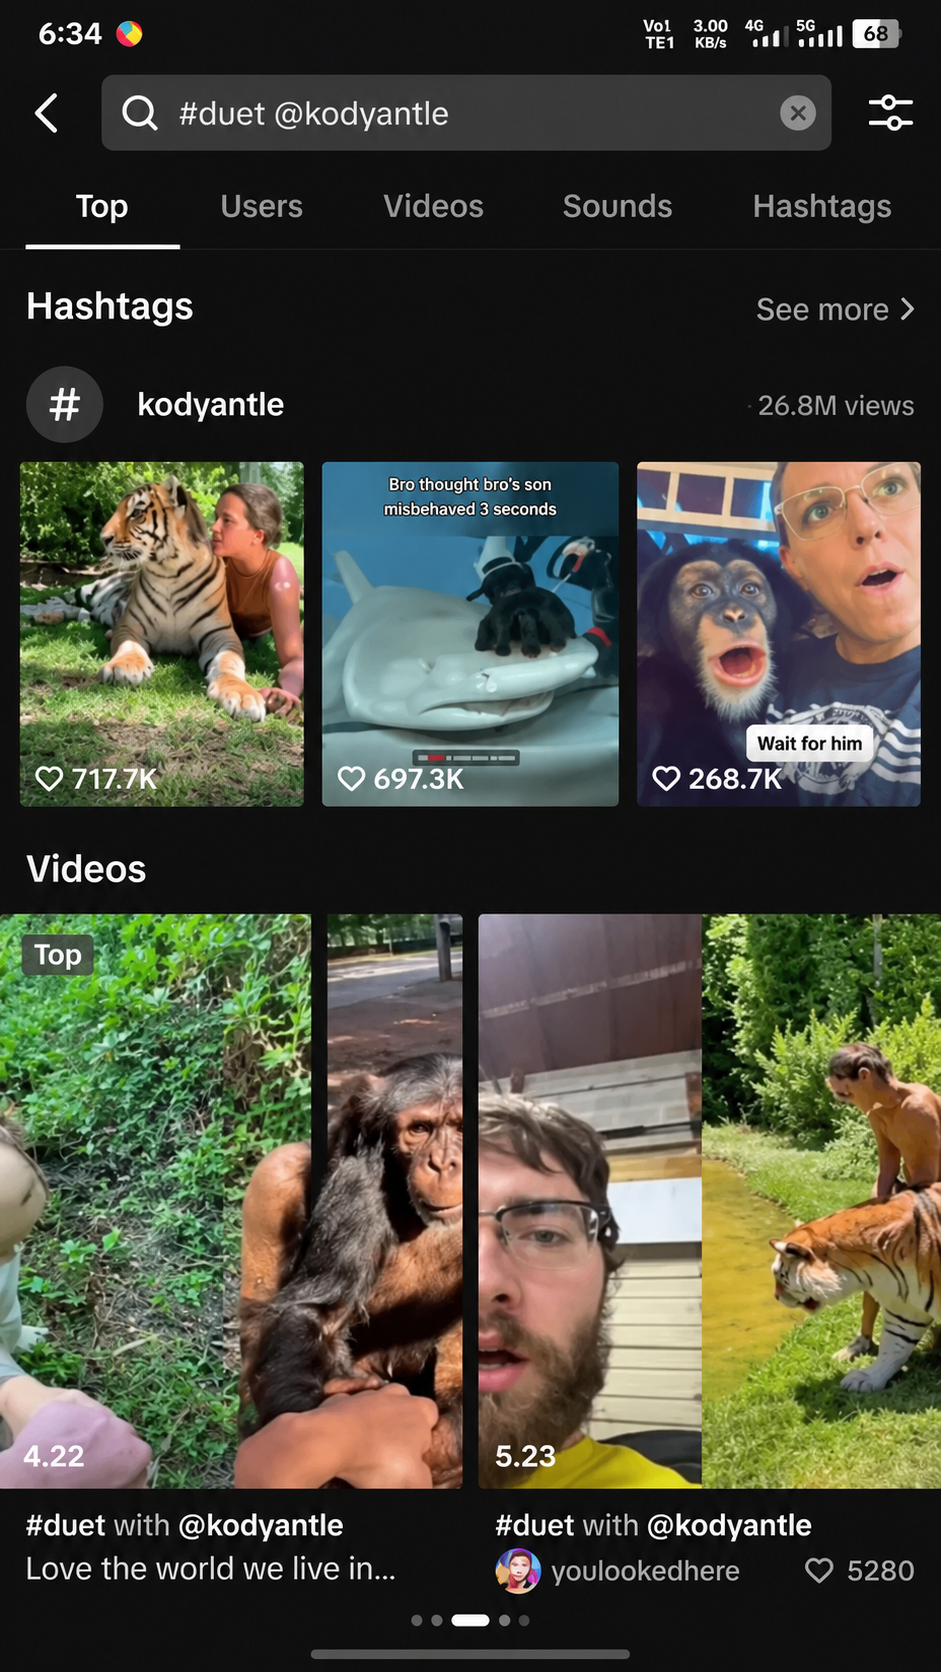 6:34
Vo! 3.00 4G 5G 68
TE1 KB/s
#duet @kodyantle
Top Users Videos Sounds Hashtags
Hashtags
See more
# kodyantle
· 26.8M views
Bro thought bro's son
misbehaved 3 seconds
Wait for him
717.7K
697.3K
268.7K
Videos
Top
4.22
5.23
#duet with @kodyantle
Love the world we live in...
#duet with @kodyantle
youlookedhere
5280